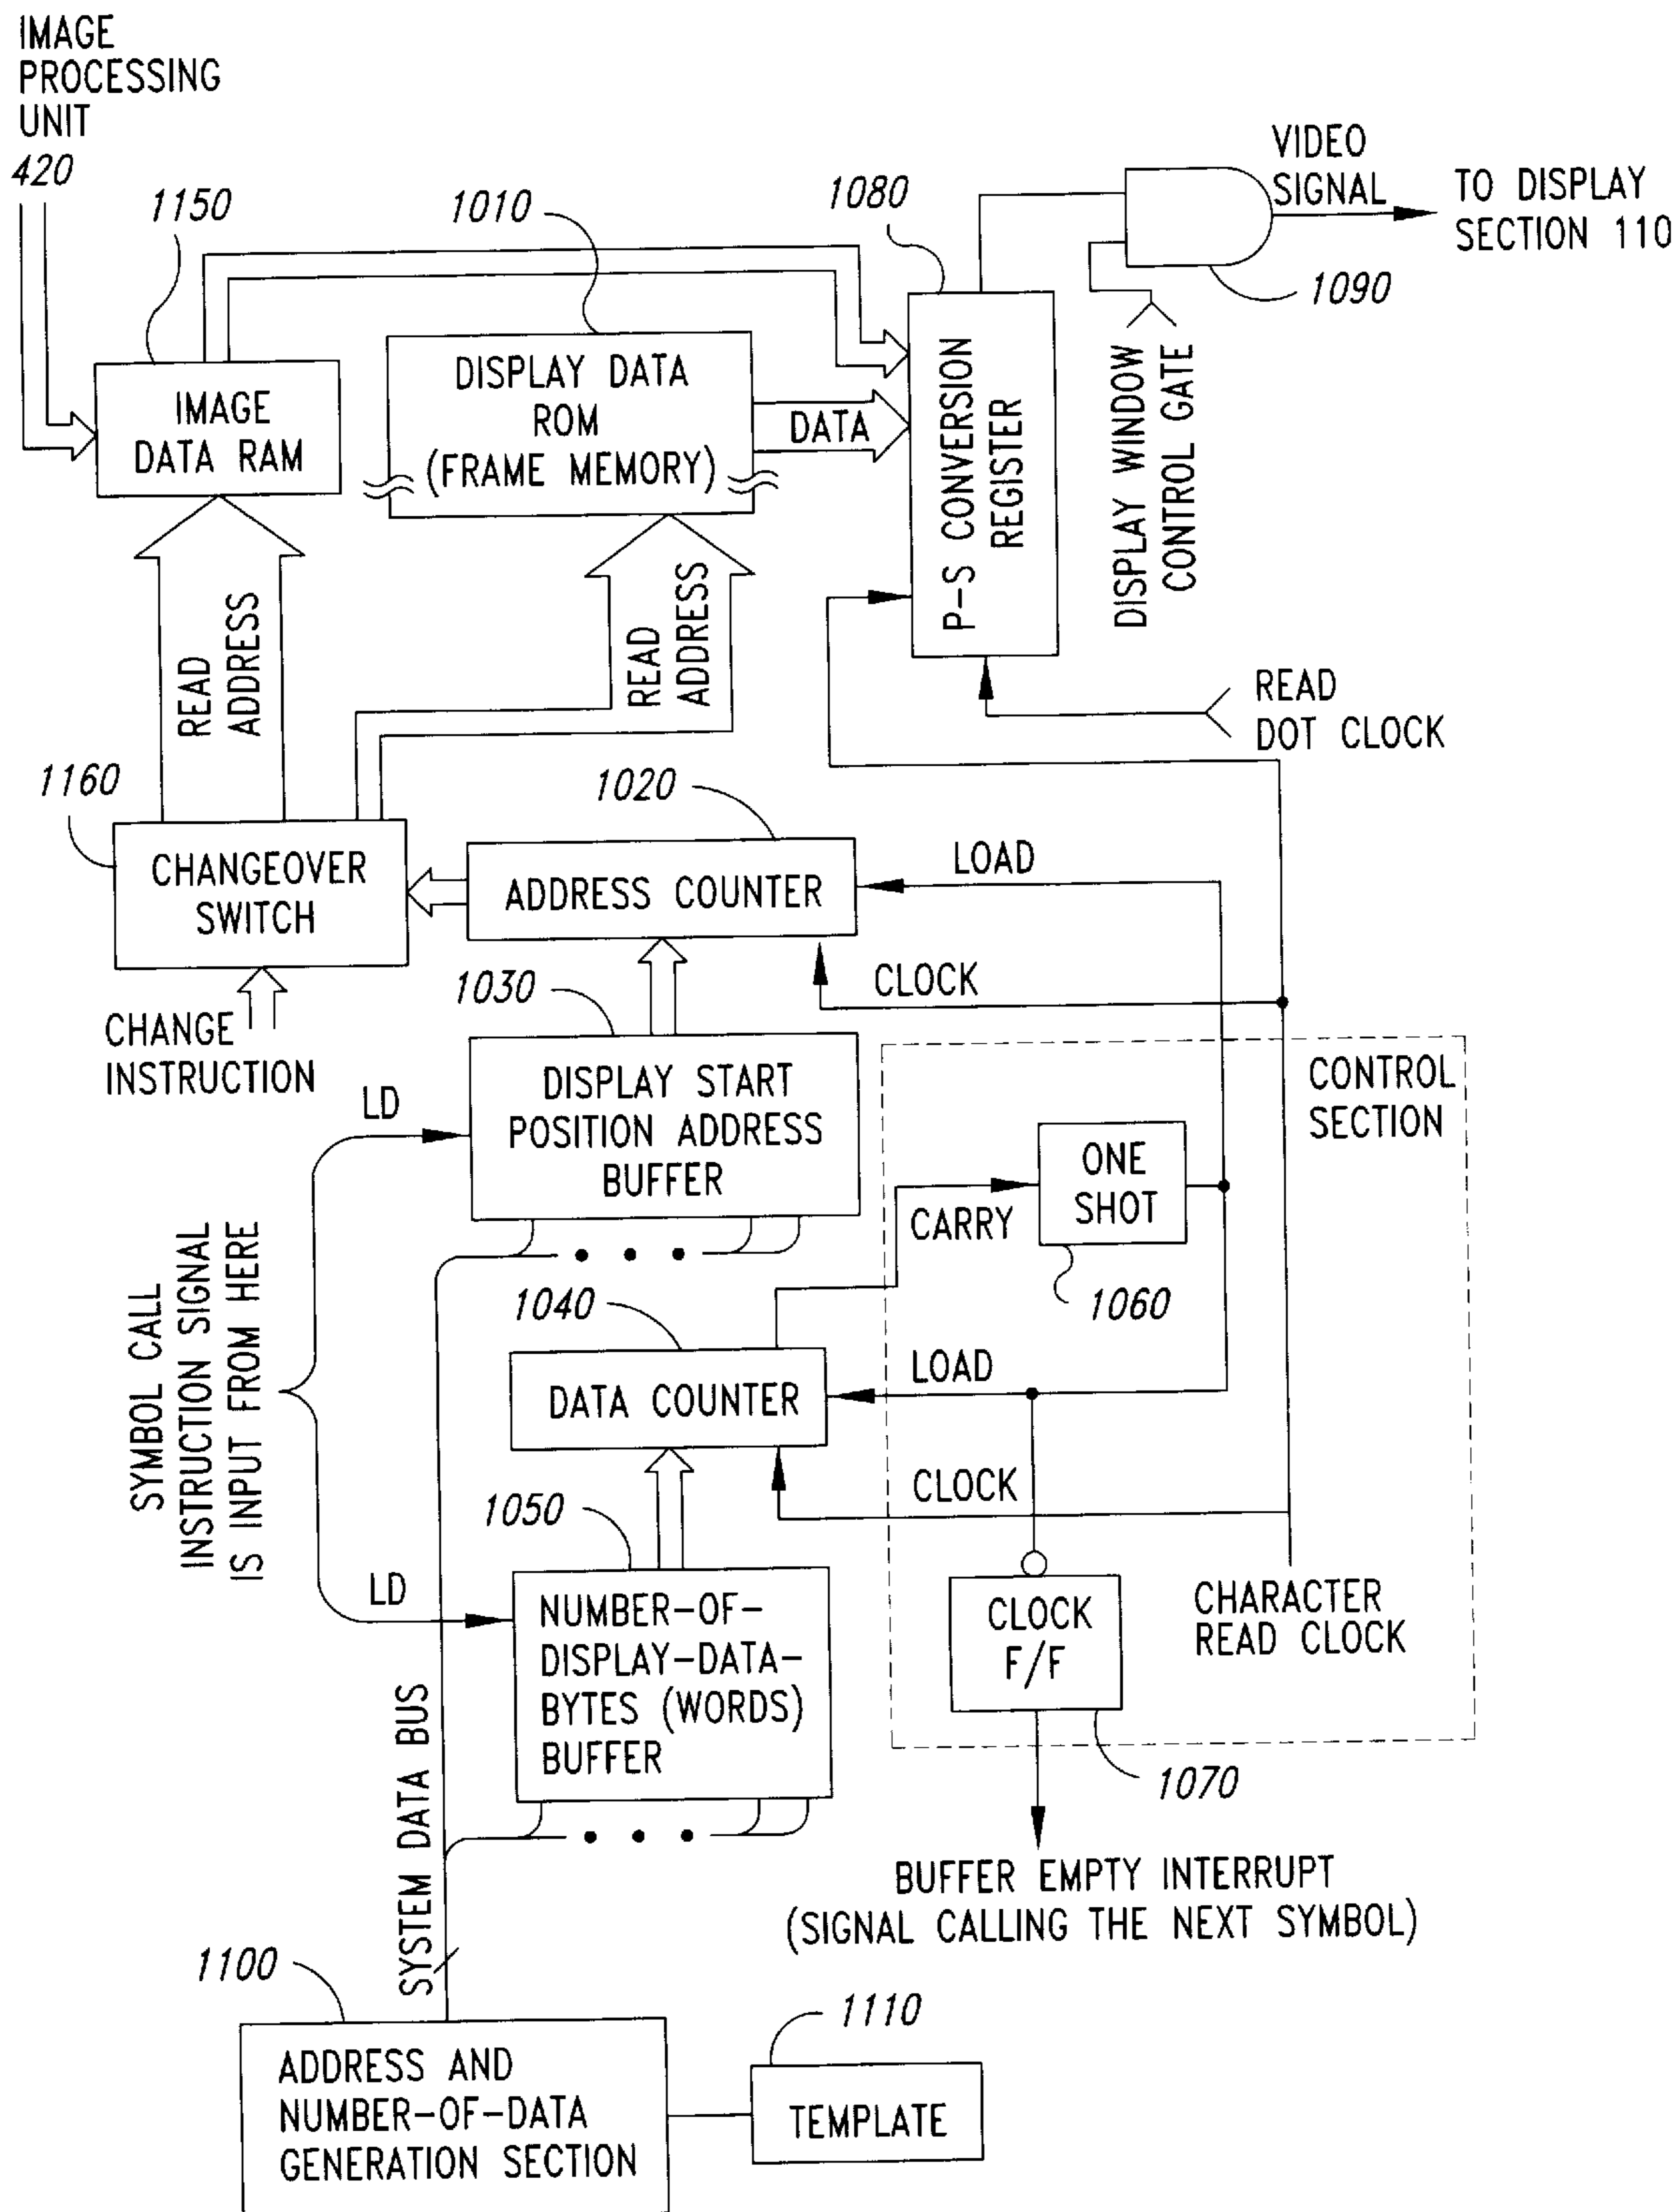 IMAGE
PROCESSING
UNIT
420
1150
1010
1080
VIDEO
SIGNAL
TO DISPLAY
SECTION 110
1090
IMAGE
DATA RAM
DISPLAY DATA
ROM
(FRAME MEMORY)
DATA
P-S CONVERSION
REGISTER
DISPLAY WINDOW
CONTROL GATE
READ
ADDRESS
READ
ADDRESS
READ
DOT CLOCK
1160
1020
CHANGEOVER
SWITCH
ADDRESS COUNTER
LOAD
CLOCK
1030
CHANGE
INSTRUCTION
DISPLAY START
POSITION ADDRESS
BUFFER
LD
CONTROL
SECTION
ONE
SHOT
CARRY
1060
SYMBOL CALL
INSTRUCTION SIGNAL
IS INPUT FROM HERE
1040
DATA COUNTER
LOAD
CLOCK
1050
LD
NUMBER-OF-
DISPLAY-DATA-
BYTES (WORDS)
BUFFER
CLOCK
F/F
CHARACTER
READ CLOCK
1070
SYSTEM DATA BUS
BUFFER EMPTY INTERRUPT
(SIGNAL CALLING THE NEXT SYMBOL)
1100
1110
ADDRESS AND
NUMBER-OF-DATA
GENERATION SECTION
TEMPLATE